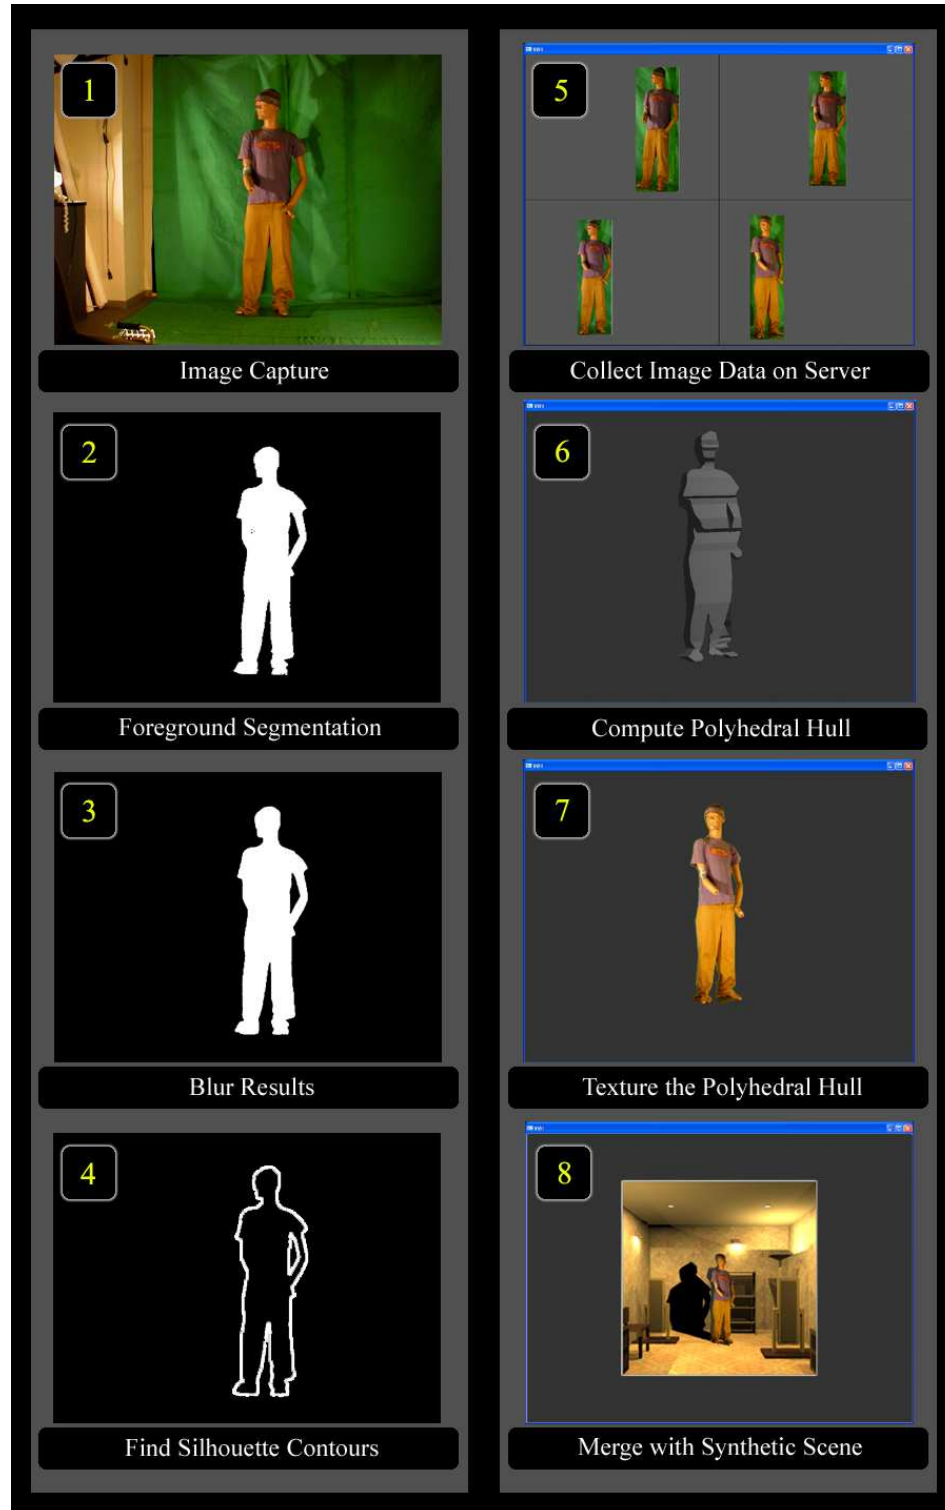 1
Image Capture
2
Foreground Segmentation
3
Blur Results
4
Find Silhouette Contours
5
Collect Image Data on Server
6
Compute Polyhedral Hull
7
Texture the Polyhedral Hull
8
Merge with Synthetic Scene